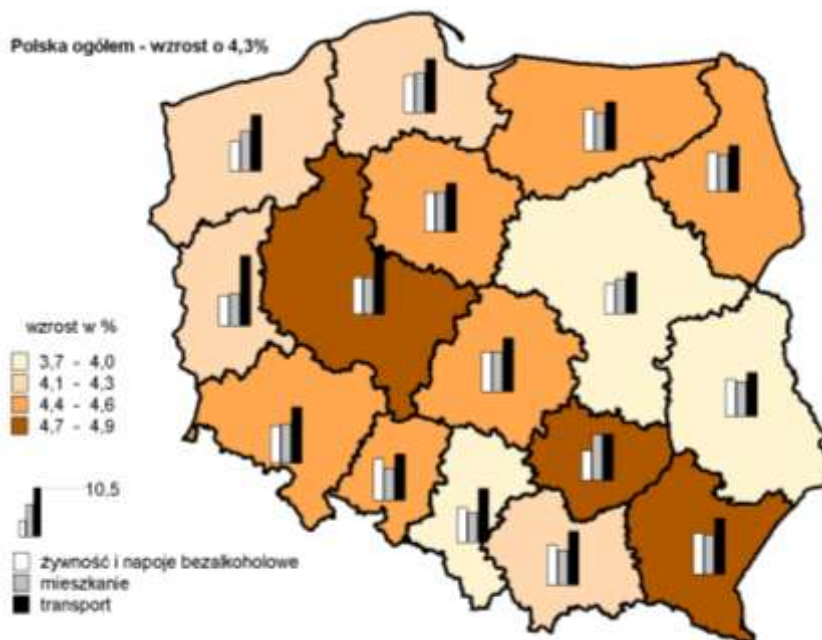 Polska ogółem - wzrost o 4,3%
wzrost w %
3,7 - 4,0
4,1 - 4,3
4,4 - 4,6
4,7 - 4,9
10,5
żywność i napoje bezalkoholowe
mieszkanie
transport